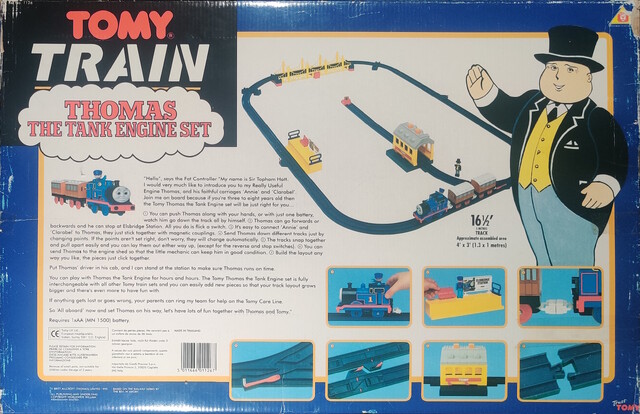 TOMY
TRAIN
THOMAS
THE TANK ENGINE SET
"Hello", says the Fat Controller "My name is Sir Topham Hatt.
I would very much like to introduce you to my Really Useful
Engine Thomas, and his faithful carriages 'Annie' and 'Clarabel'.
Join me on board because if you're three to eight years old then
the Tomy Thomas the Tank Engine set will be just right for you...
You can push Thomas along with your hands, or with just one battery,
watch him go down the track all by himself. Thomas can go forwards or
backwards and he can stop at Elsbridge Station. All you do is flick a switch. It's easy to connect 'Annie' and
'Clarabel' to Thomas, they just stick together with magnetic couplings. Send Thomas down different tracks just by
changing points. If the points aren't set right, don't worry, they will change automatically. The tracks snap together
and pull apart easily and you can lay them out either way up, (except for the reverse and stop switches). You can
send Thomas to the engine shed so that the little mechanic can keep him in good condition. Build the layout any
way you like, the pieces just click together.
Put Thomas' driver in his cab, and I can stand at the station to make sure Thomas runs on time.
You can play with Thomas the Tank Engine for hours and hours. The Tomy Thomas the Tank Engine set is fully
interchangeable with all other Tomy train sets and you can easily add new pieces so that your track layout grows
bigger and there's even more to have fun with.
If anything gets lost or goes wrong, your parents can ring my team for help on the Tomy Care Line.
So 'All aboard' now and set Thomas on his way, let's have lots of fun together with Thomas and Tomy."
Requires 1xAA (MN 1500) battery.
16½'
5 METRES
TRACK
Approximate assembled area
4' x 3' (1.3 x 1 metres)
CE
5 011666 011243
Trust
TOMY